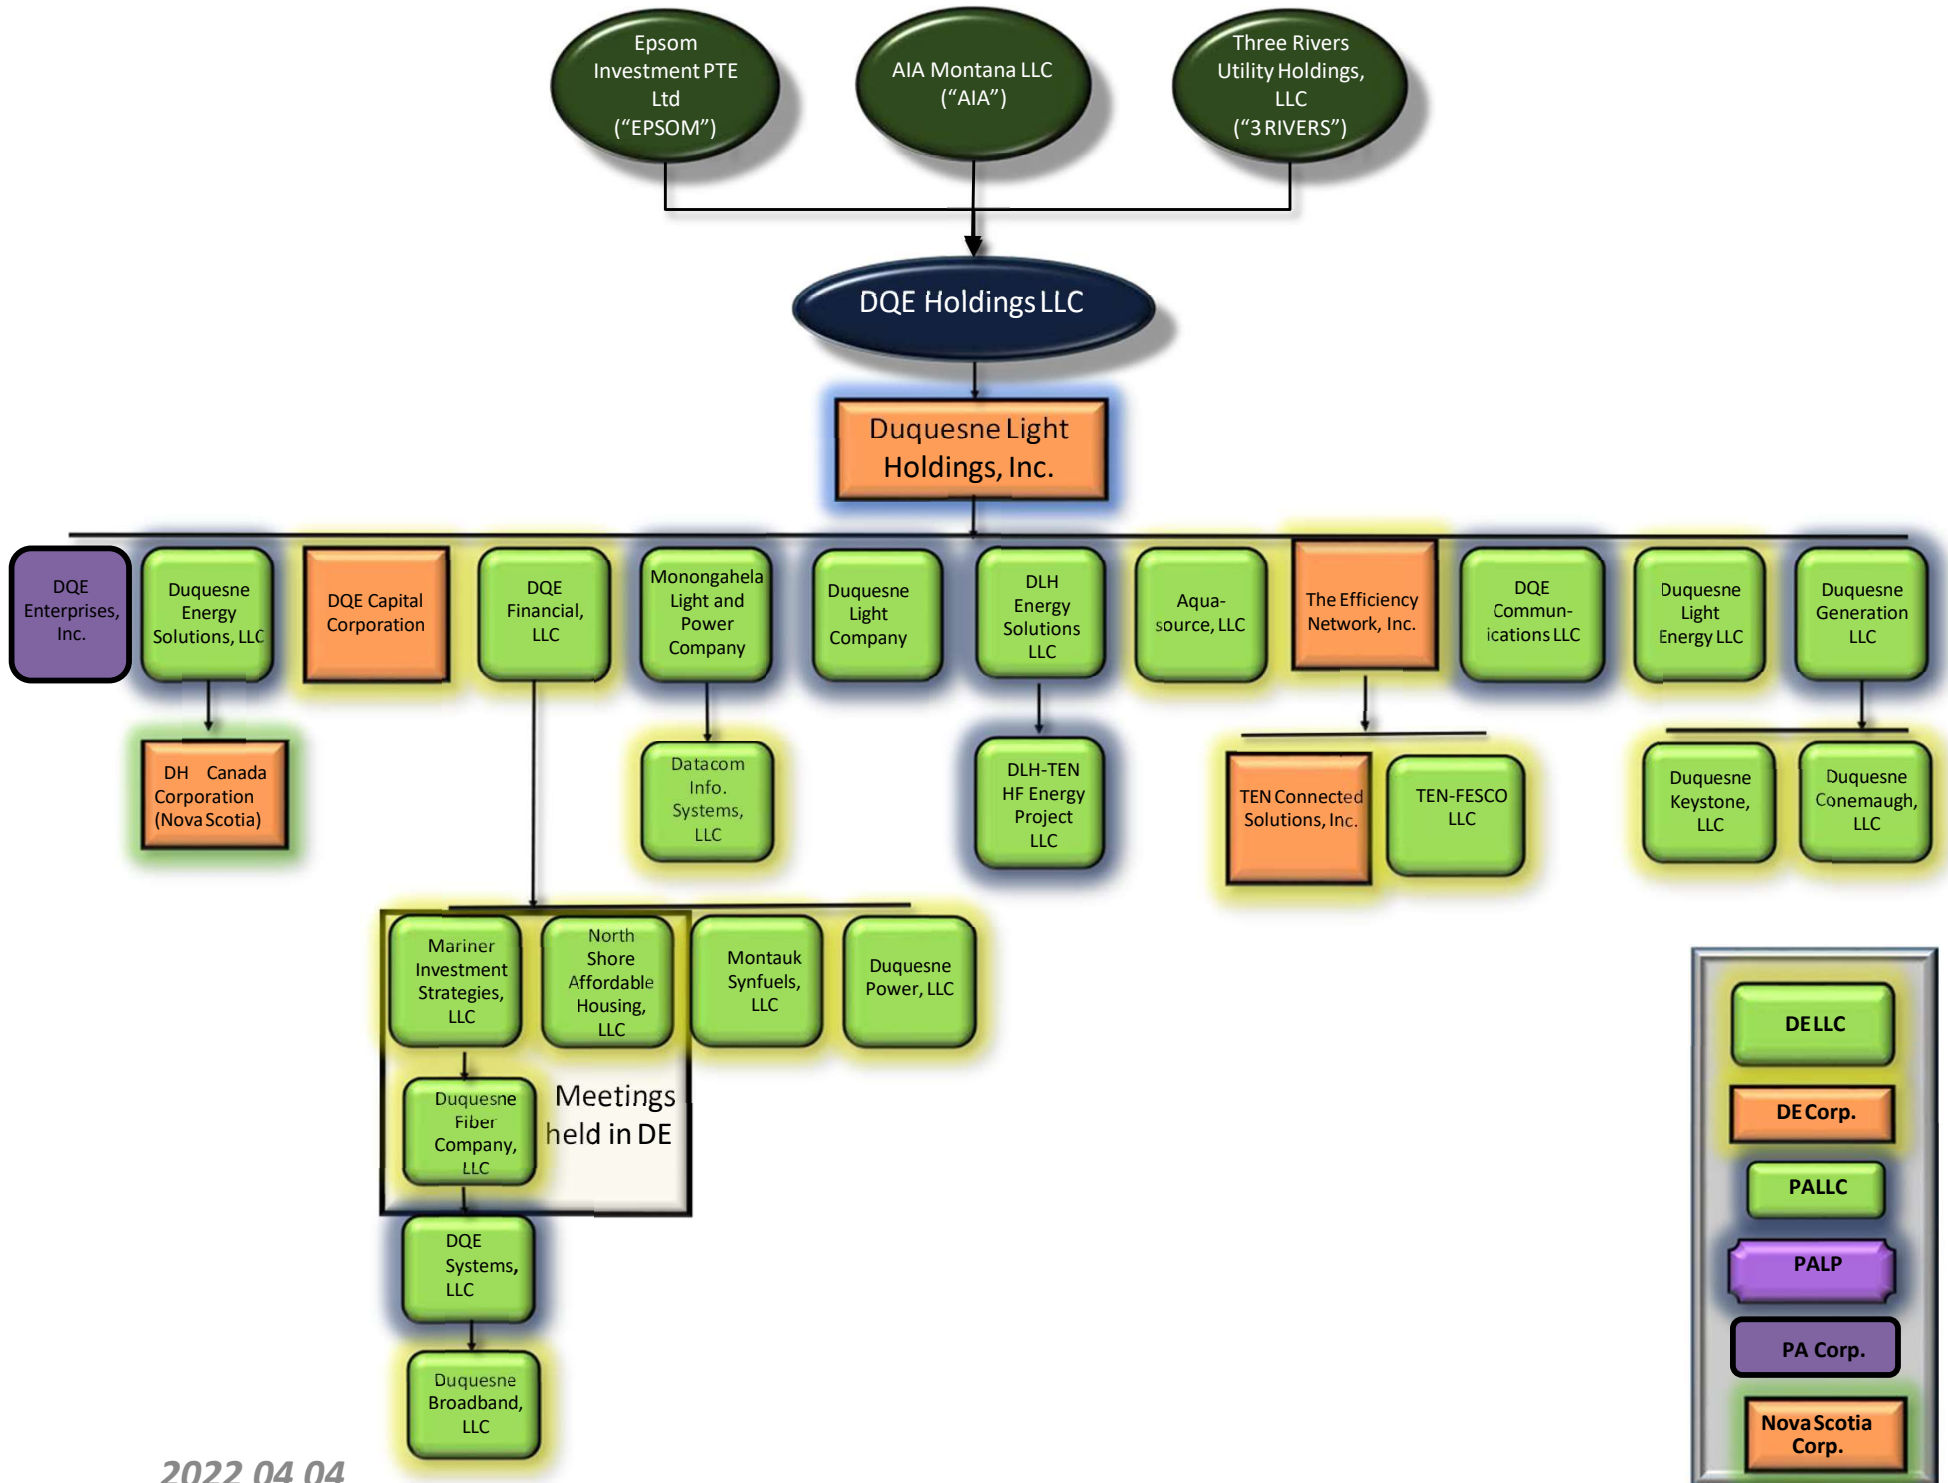 Epsom
Investment PTE
Ltd
(“EPSOM”)
AIA Montana LLC
(“AIA”)
Three Rivers
Utility Holdings,
LLC
(“3 RIVERS”)
DQE Holdings LLC
Duquesne Light
Holdings, Inc.
DQE
Enterprises,
Inc.
Duquesne
Energy
Solutions, LLC
DQE Capital
Corporation
DQE
Financial,
LLC
Monongahela
Light and
Power
Company
Duquesne
Light
Company
DLH
Energy
Solutions
LLC
Aqua-
source, LLC
The Efficiency
Network, Inc.
DQE
Commun-
ications LLC
Duquesne
Light
Energy LLC
Duquesne
Generation
LLC
DH Canada
Corporation
(Nova Scotia)
Datacom
Info.
Systems,
LLC
DLH-TEN
HF Energy
Project
LLC
TEN Connected
Solutions, Inc.
TEN-FESCO
LLC
Duquesne
Keystone,
LLC
Duquesne
Conemaugh,
LLC
Mariner
Investment
Strategies,
LLC
North
Shore
Affordable
Housing,
LLC
Montauk
Synfuels,
LLC
Duquesne
Power, LLC
Duquesne
Fiber
Company,
LLC
Meetings
held in DE
DQE
Systems,
LLC
Duquesne
Broadband,
LLC
DE LLC
DE Corp.
PA LLC
PA LP
PA Corp.
Nova Scotia
Corp.
2022 04 04